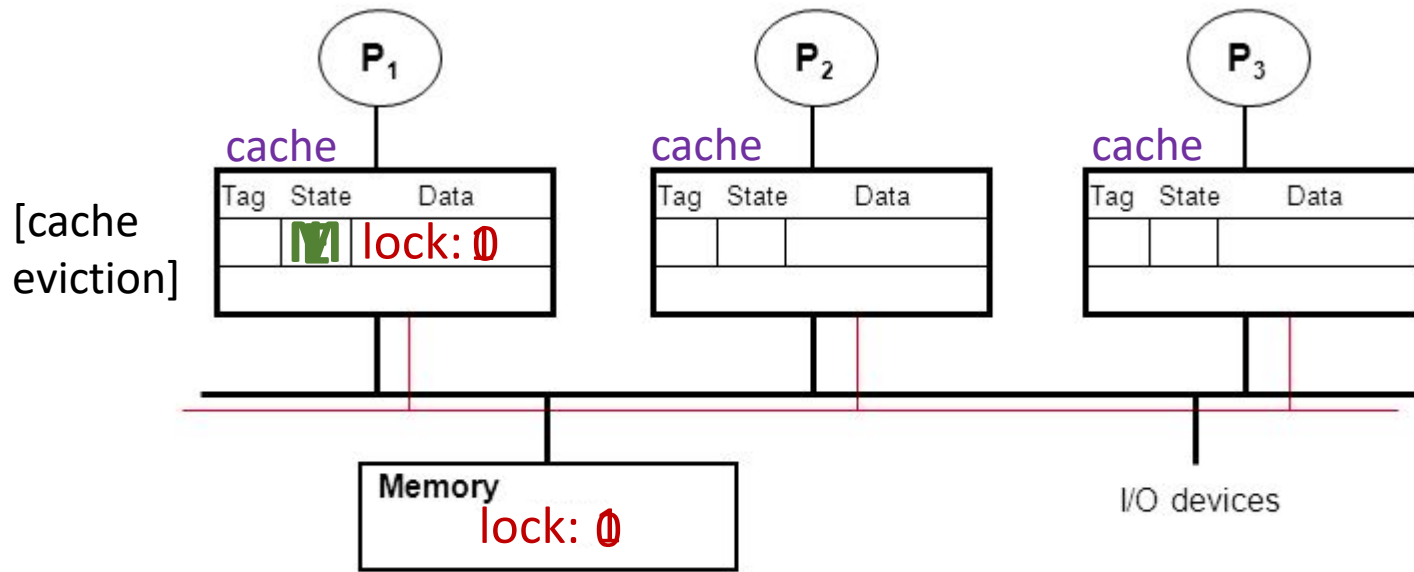 P1
P2
P3
cache
cache
cache
Tag State Data
Tag State Data
Tag State Data
[cache
eviction]
lock:
Memory
lock:
I/O devices